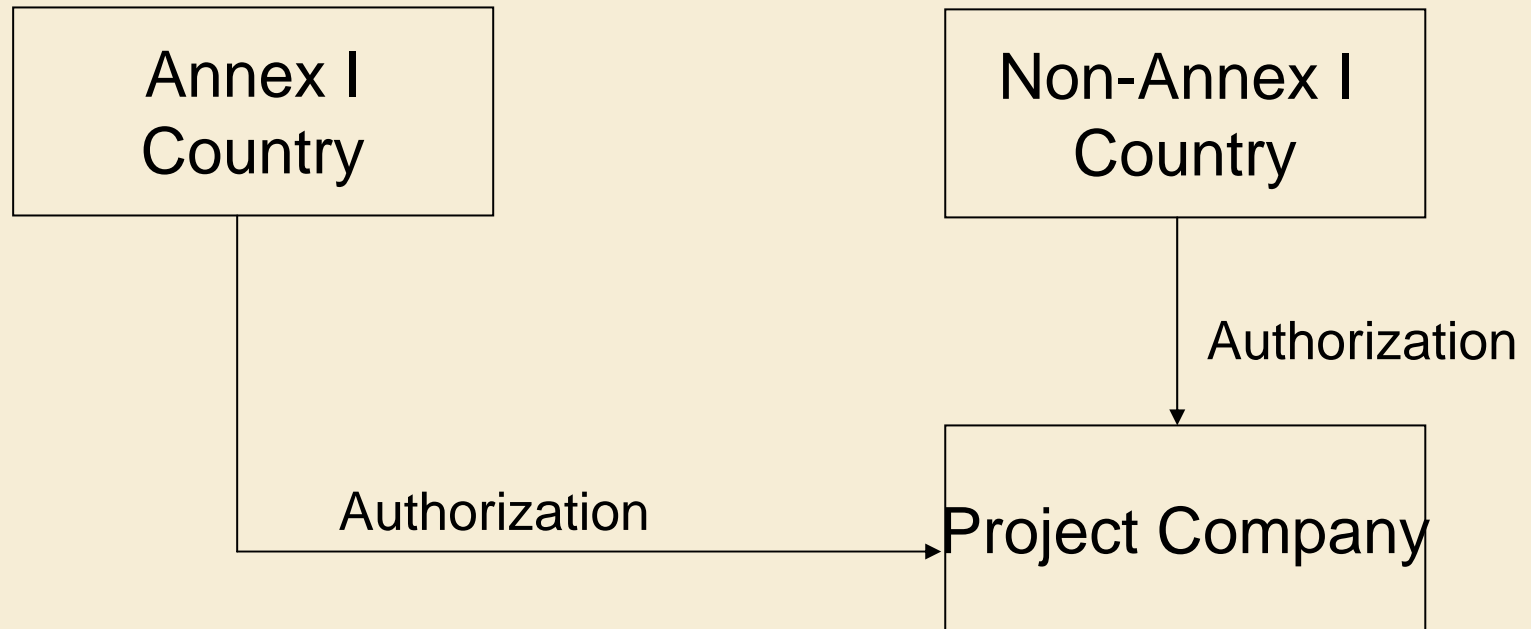 Annex I
Country
Non-Annex I
Country
Authorization
Authorization
Project Company